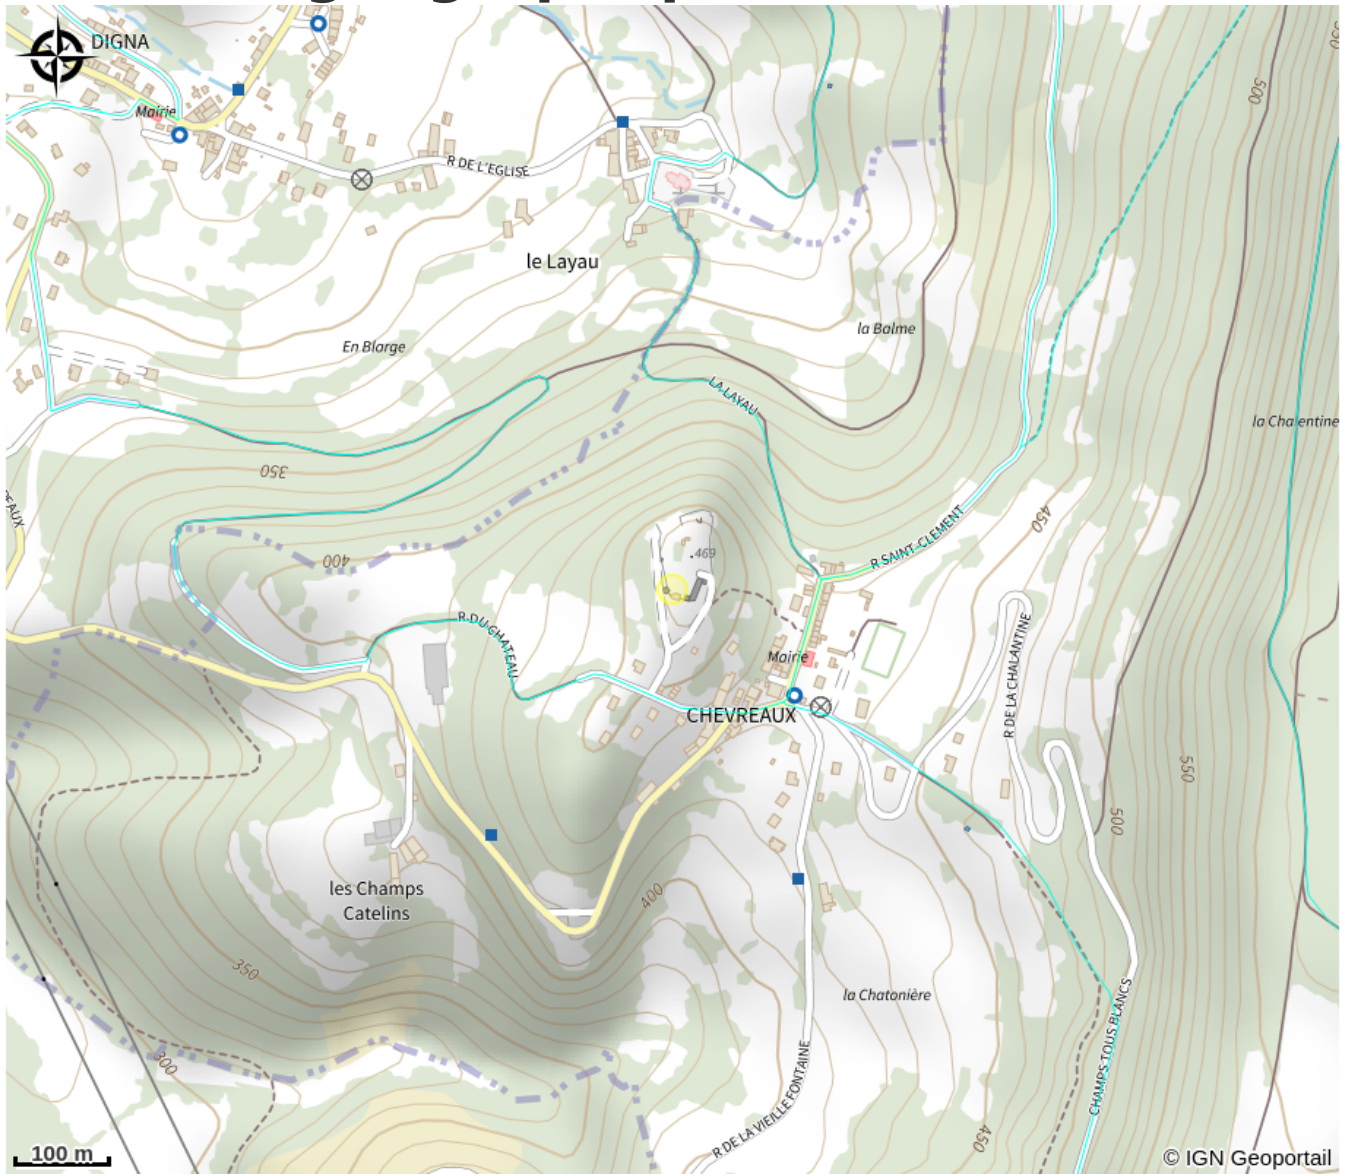 DIGNA
Mairie
R DE L'EGLISE
500
le Layau
la Balme
En Blarge
LA LAYAU
la Chalentine
350
450
R SAINT-CLEMENT
469
400
R DU CHATEAU
Mairie
R DE LA CHALANTINE
CHEVREAUX
550
500
les Champs
Catelins
400
350
la Chatonière
CHAMPS TOUS BLANCS
300
R DE LA VIEILLE FONTAINE
450
100 m
© IGN Geoportail